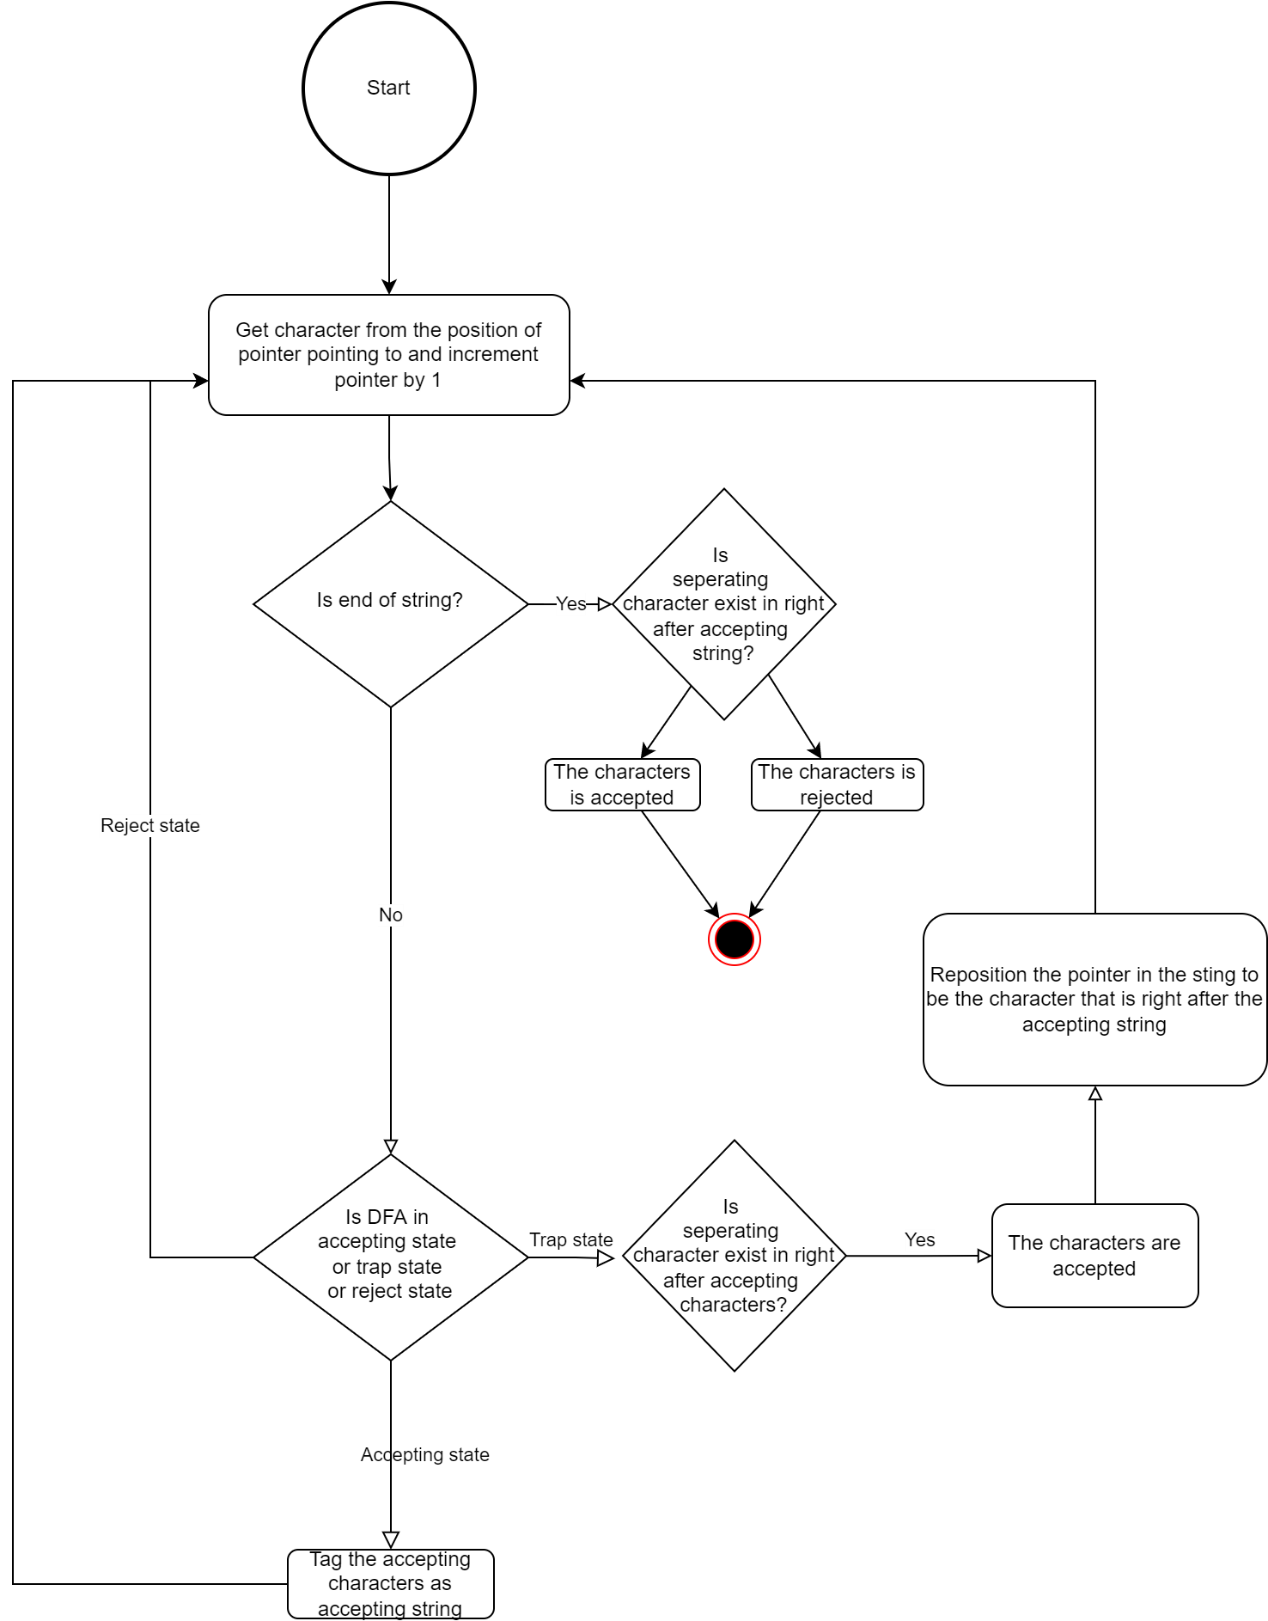 Start
Get character from the position of
pointer pointing to and increment
pointer by 1
Is end of string?
Yes
Is
seperating
character exist in right
after accepting
string?
The characters
is accepted
The characters is
rejected
Reject state
No
Reposition the pointer in the sting to
be the character that is right after the
accepting string
Is DFA in
accepting state
or trap state
or reject state
Trap state
Is
seperating
character exist in right
after accepting
characters?
Yes
The characters are
accepted
Accepting state
Tag the accepting
characters as
accepting string